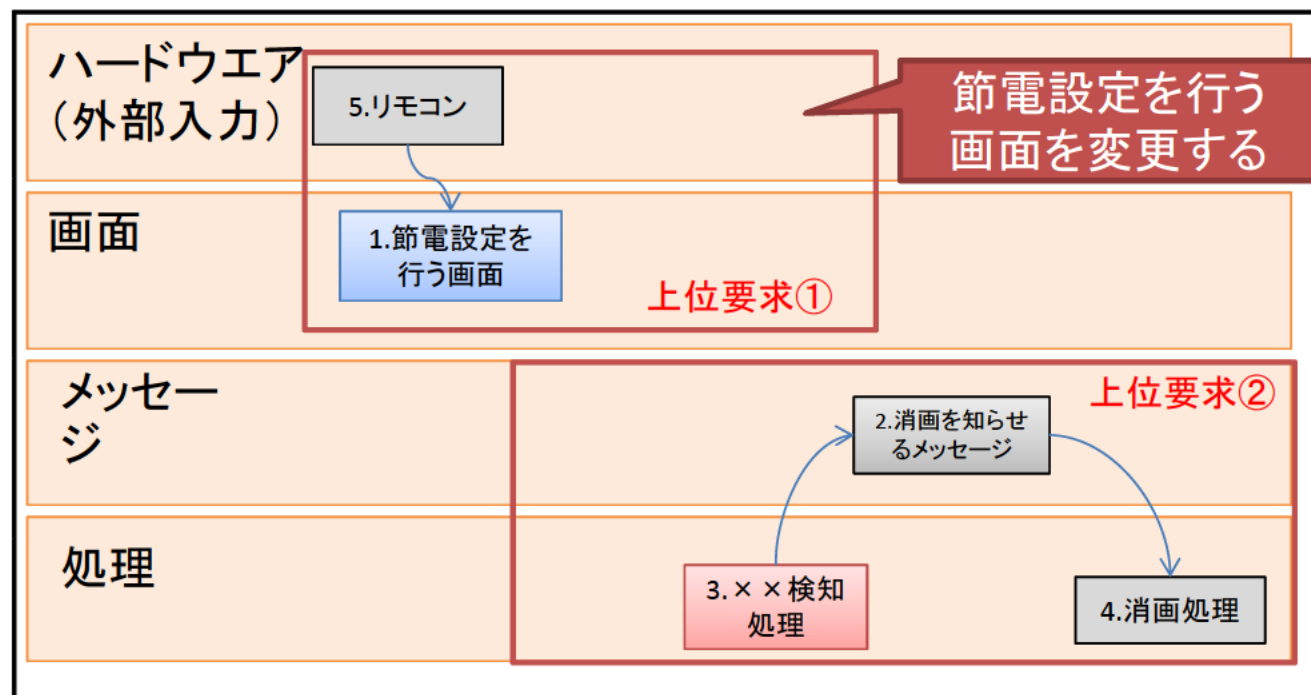 ハードウエア
（外部入力）
5.リモコン
節電設定を行う
画面を変更する
画面
1.節電設定を
行う画面
上位要求①
メッセー
ジ
上位要求②
2.消画を知らせ
るメッセージ
処理
3.××検知
処理
4.消画処理